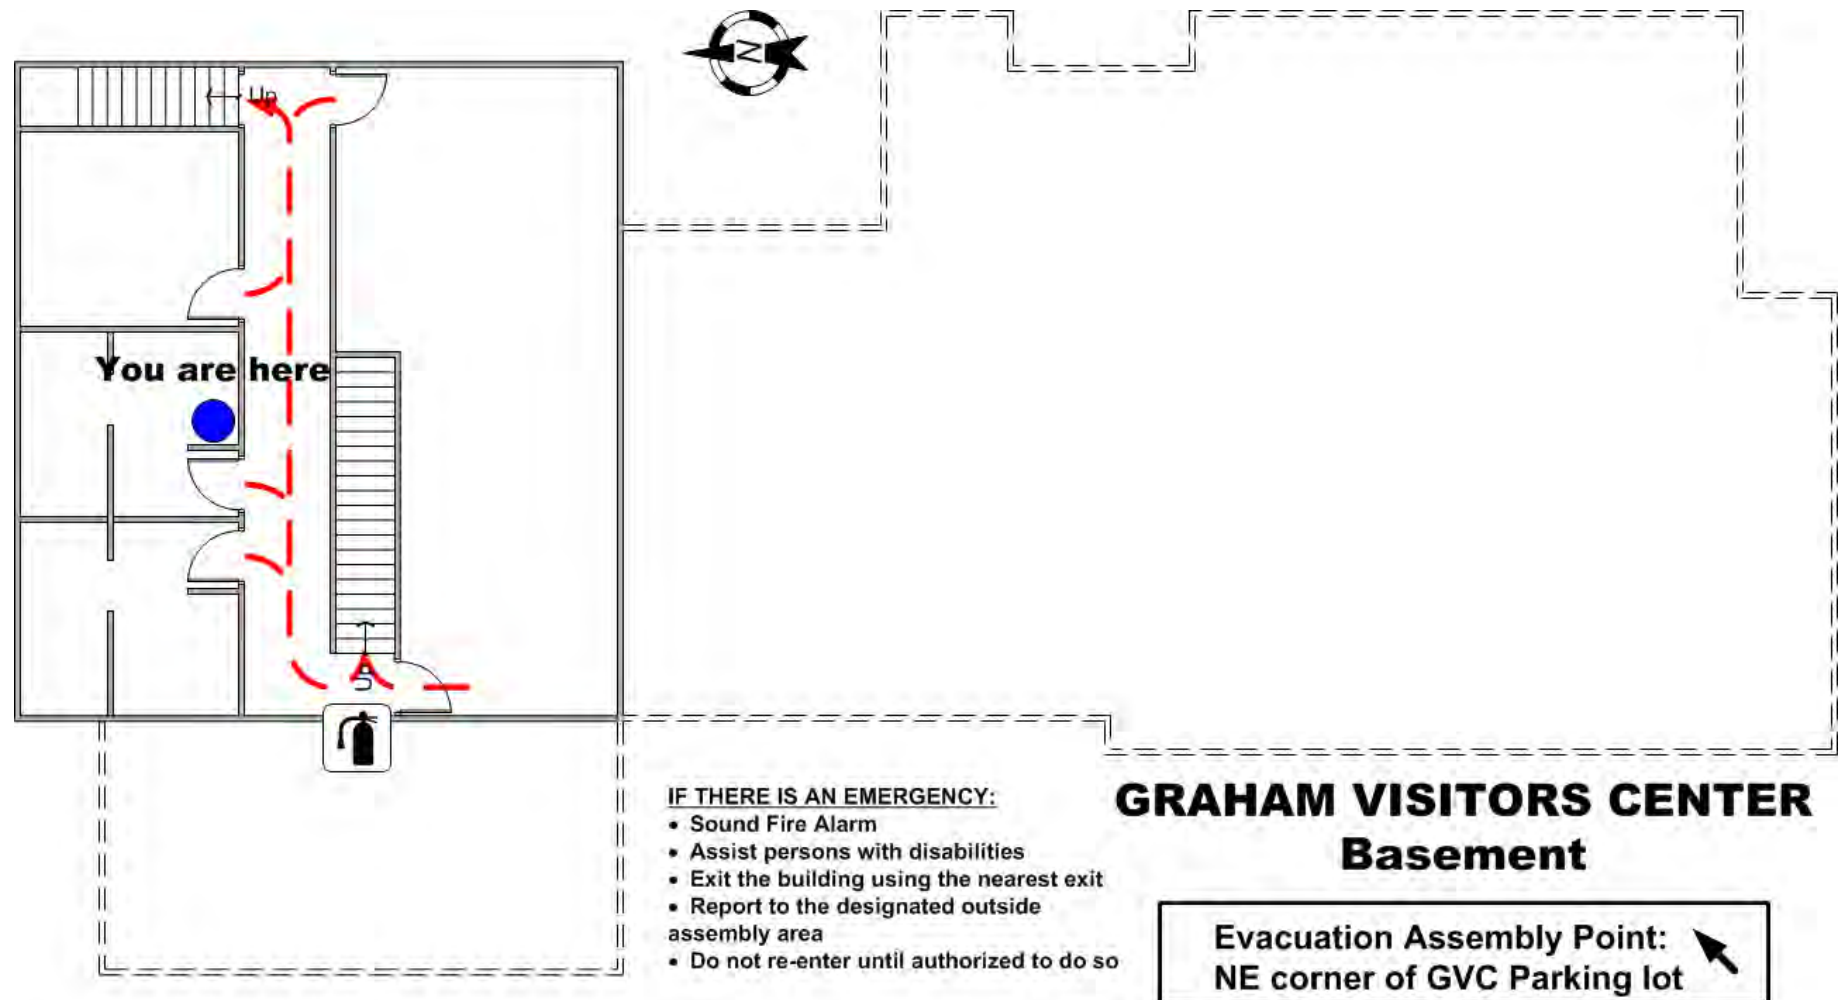 N
Up
You are here
Up
IF THERE IS AN EMERGENCY:
• Sound Fire Alarm
• Assist persons with disabilities
• Exit the building using the nearest exit
• Report to the designated outside
assembly area
• Do not re-enter until authorized to do so
GRAHAM VISITORS CENTER
Basement
Evacuation Assembly Point:
NE corner of GVC Parking lot